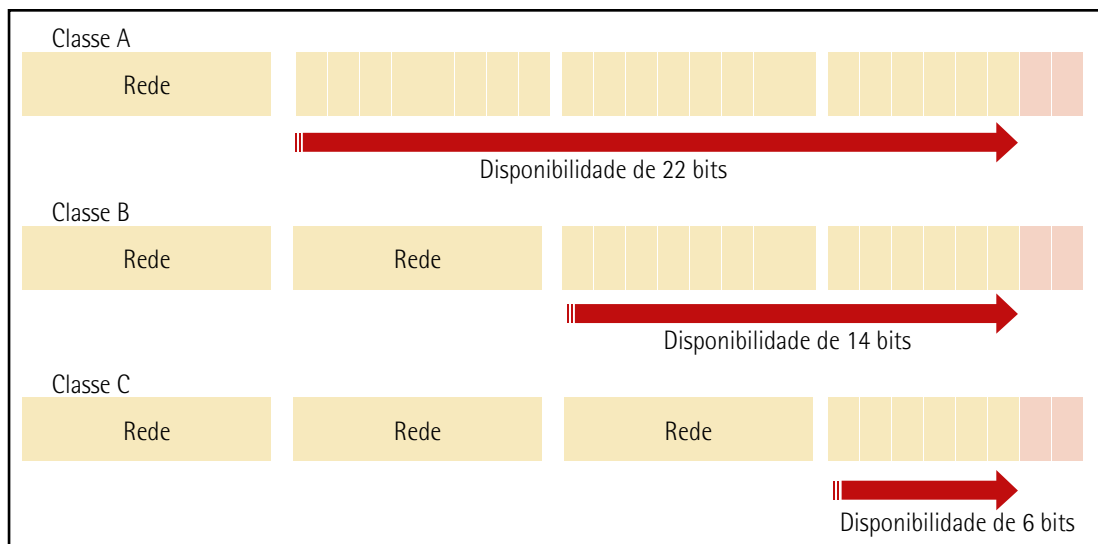 Classe A
Rede
Disponibilidade de 22 bits
Classe B
Rede Rede
Disponibilidade de 14 bits
Classe C
Rede Rede Rede
Disponibilidade de 6 bits